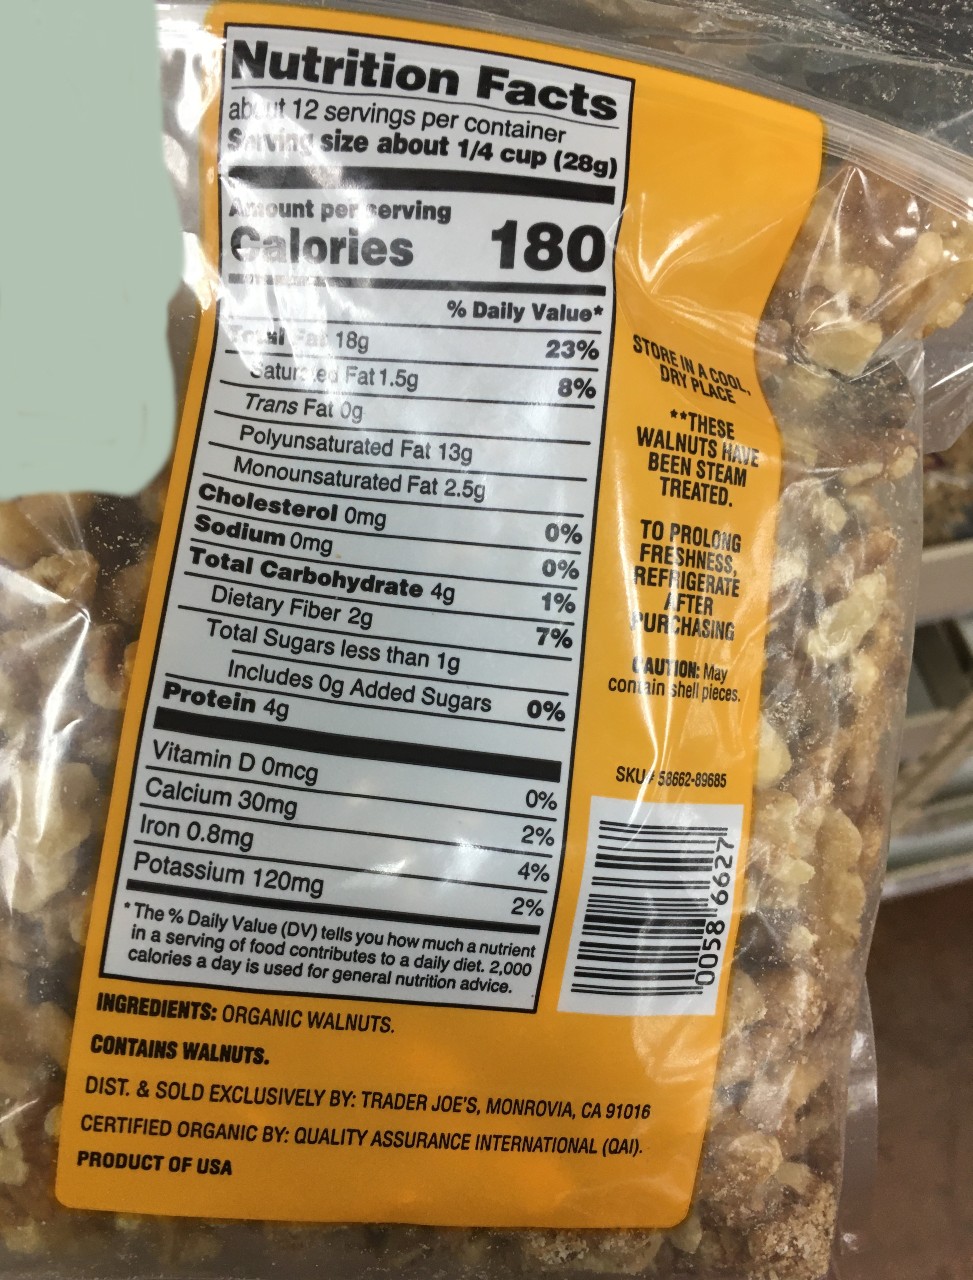 Nutrition Facts
about 12 servings per container
Serving size about 1/4 cup (28g)
Amount per serving
Calories 180
% Daily Value*
Total Fat 18g 23%
Saturated Fat 1.5g 8%
Trans Fat 0g
Polyunsaturated Fat 13g
Monounsaturated Fat 2.5g
Cholesterol 0mg 0%
Sodium 0mg 0%
Total Carbohydrate 4g 1%
Dietary Fiber 2g 7%
Total Sugars less than 1g
Includes 0g Added Sugars 0%
Protein 4g
Vitamin D 0mcg 0%
Calcium 30mg 2%
Iron 0.8mg 4%
Potassium 120mg 2%
* The % Daily Value (DV) tells you how much a nutrient
in a serving of food contributes to a daily diet. 2,000
calories a day is used for general nutrition advice.
STORE IN A COOL,
DRY PLACE
**THESE
WALNUTS HAVE
BEEN STEAM
TREATED.
TO PROLONG
FRESHNESS,
REFRIGERATE
AFTER
PURCHASING
CAUTION: May
contain shell pieces.
SKU# 58662-89685
0058 6627
INGREDIENTS: ORGANIC WALNUTS.
CONTAINS WALNUTS.
DIST. & SOLD EXCLUSIVELY BY: TRADER JOE'S, MONROVIA, CA 91016
CERTIFIED ORGANIC BY: QUALITY ASSURANCE INTERNATIONAL (QAI).
PRODUCT OF USA